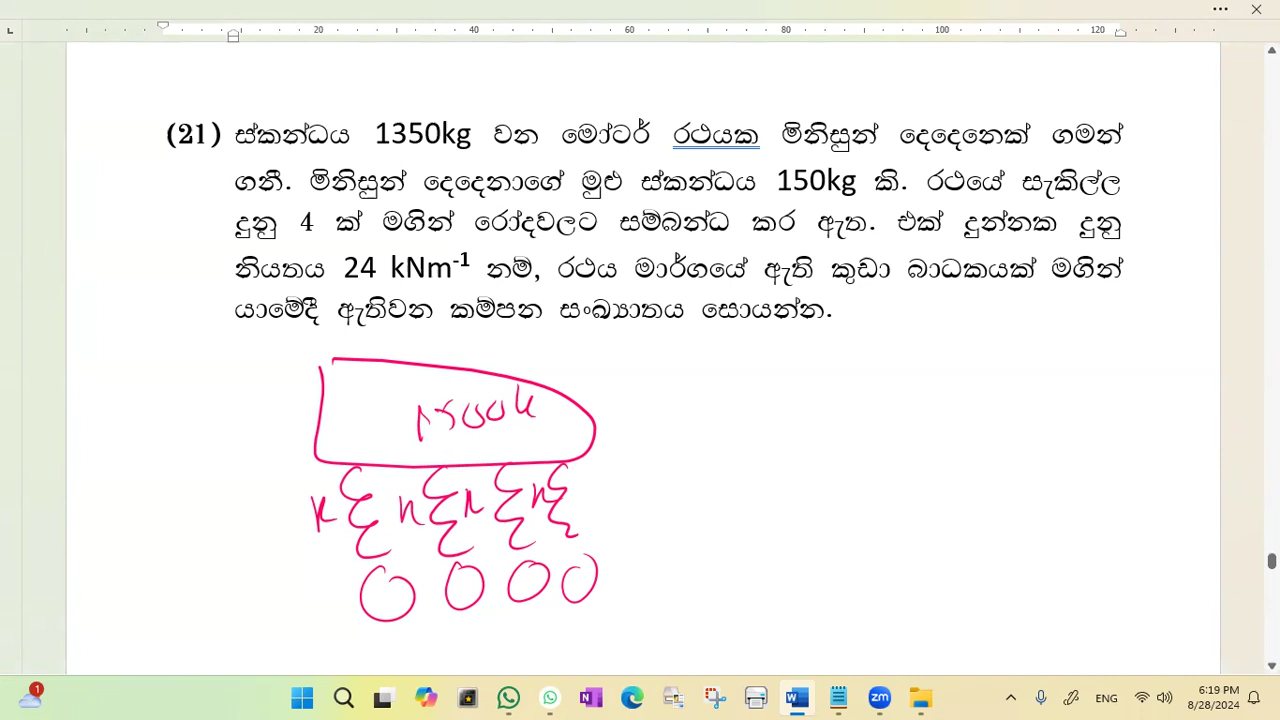 20 40 60 80 100 120
(21) ස්කන්ධය 1350kg වන මෝටර් රථයක මිනිසුන් දෙදෙනෙක් ගමන්
ගනී. මිනිසුන් දෙදෙනාගේ මුළු ස්කන්ධය 150kg කි. රථයේ සැකිල්ල
දුනු 4 ක් මගින් රෝදවලට සම්බන්ධ කර ඇත. එක් දුන්නක දුනු
නියතය 24 kNm⁻¹ නම්, රථය මාර්ගයේ ඇති කුඩා බාධකයක් මගින්
යාමේදී ඇතිවන කම්පන සංඛ්‍යාතය සොයන්න.
1
ENG
5:19 PM
8/28/2024